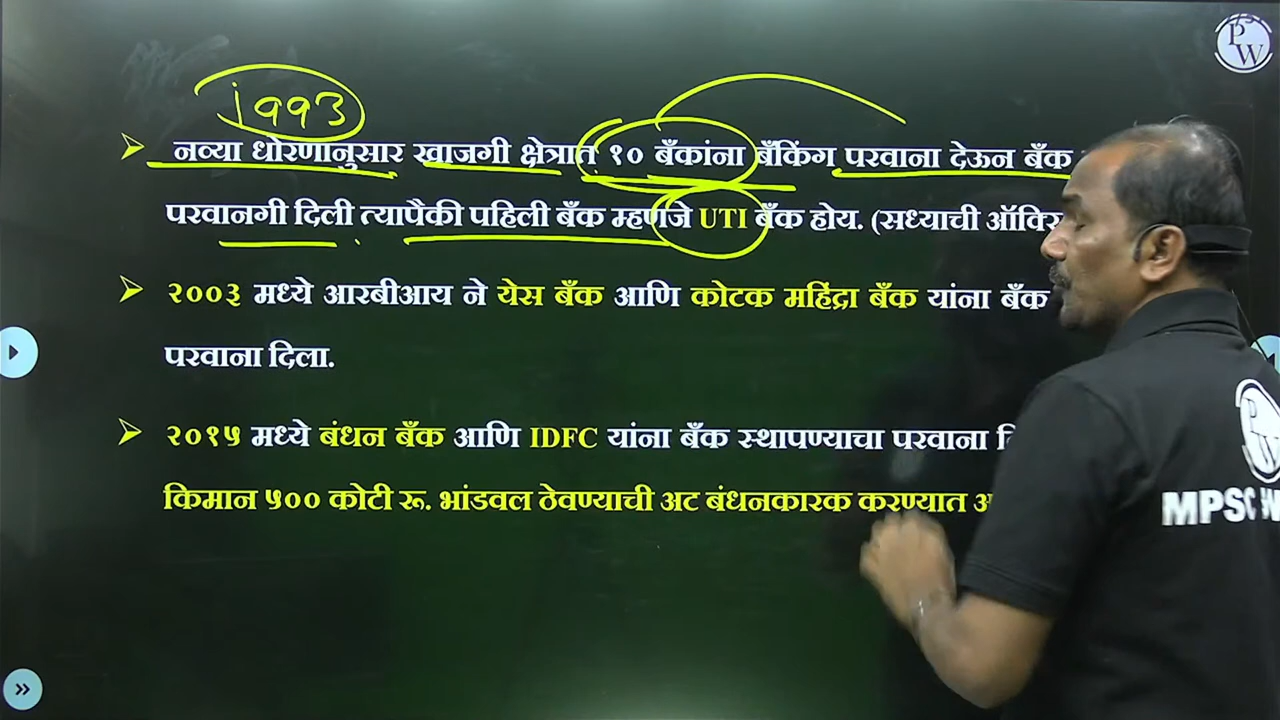 PW
1993
नव्या धोरणानुसार खाजगी क्षेत्रात १० बँकांना बँकिंग परवाना देऊन बँक
परवानगी दिली त्यापैकी पहिली बँक म्हणजे UTI बँक होय. (सध्याची
२००३ मध्ये आरबीआय ने येस बँक आणि कोटक महिंद्रा बँक यांना बँक
परवाना दिला.
२०१५ मध्ये बंधन बँक आणि IDFC यांना बँक स्थापण्याचा परवाना
किमान ५०० कोटी रू. भांडवल ठेवण्याची अट बंधनकारक करण्यात
PW
MPSC